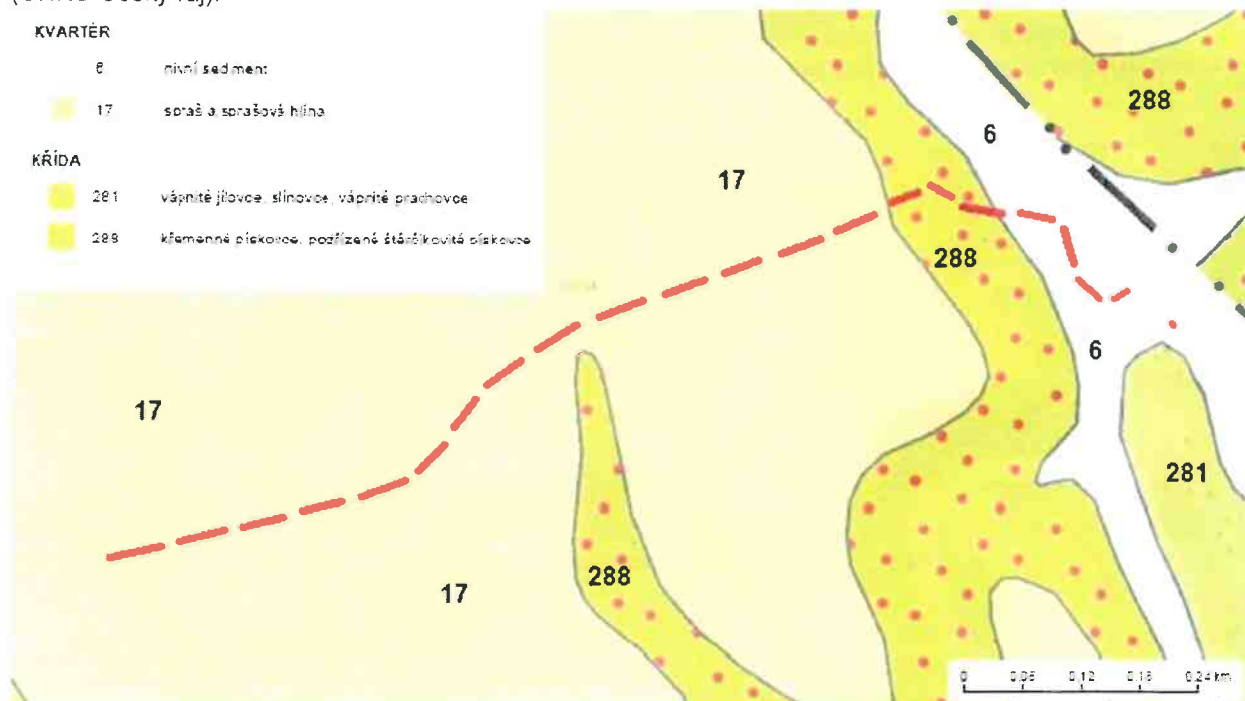 KVARTÉR
6 nivní sediment
17 spraš a sprašová hlína
KŘÍDA
281 vápnité jílovce, slínovce, vápnité prachovce
288 křemenné pískovce, podřízeně štěrčíkovité pískovce
288
6
17
288
6
17
281
288
17
0 0,06 0,12 0,18 0,24 km